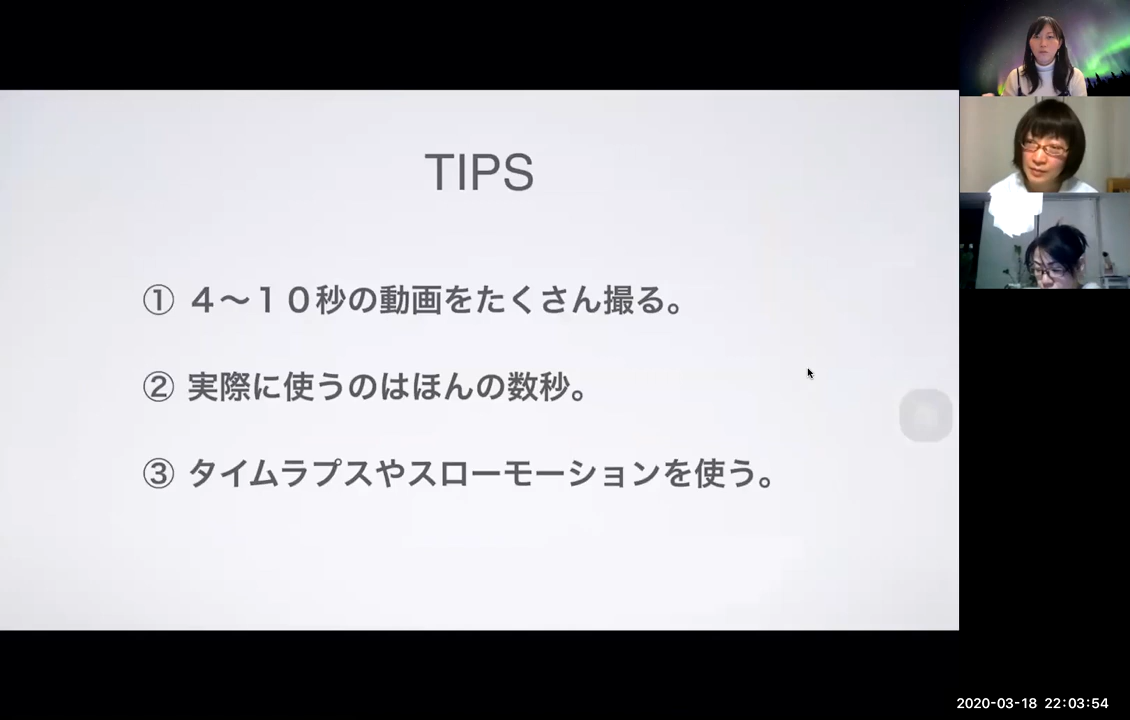 TIPS
① ４〜１０秒の動画をたくさん撮る。
② 実際に使うのはほんの数秒。
③ タイムラプスやスローモーションを使う。
2020-03-18 22:03:54